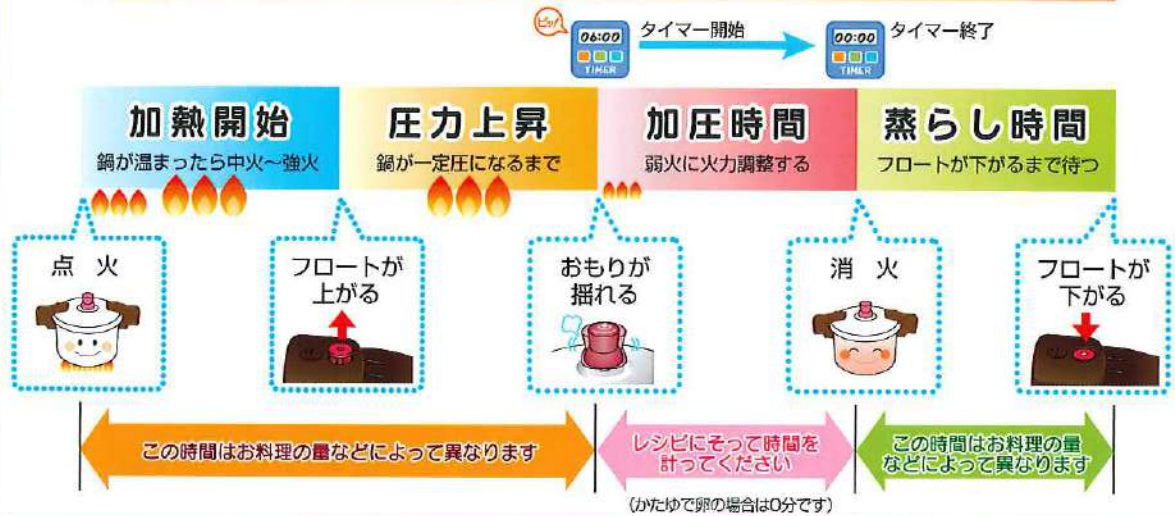 ピッ!
06:00
TIMER
タイマー開始
00:00
TIMER
タイマー終了
加熱開始
鍋が温まったら中火～強火
圧力上昇
鍋が一定圧になるまで
加圧時間
弱火に火力調整する
蒸らし時間
フロートが下がるまで待つ
点 火
フロートが
上がる
おもりが
揺れる
消 火
フロートが
下がる
この時間はお料理の量などによって異なります
レシピにそって時間を
計ってください
この時間はお料理の量
などによって異なります
(かたゆで卵の場合は0分です)